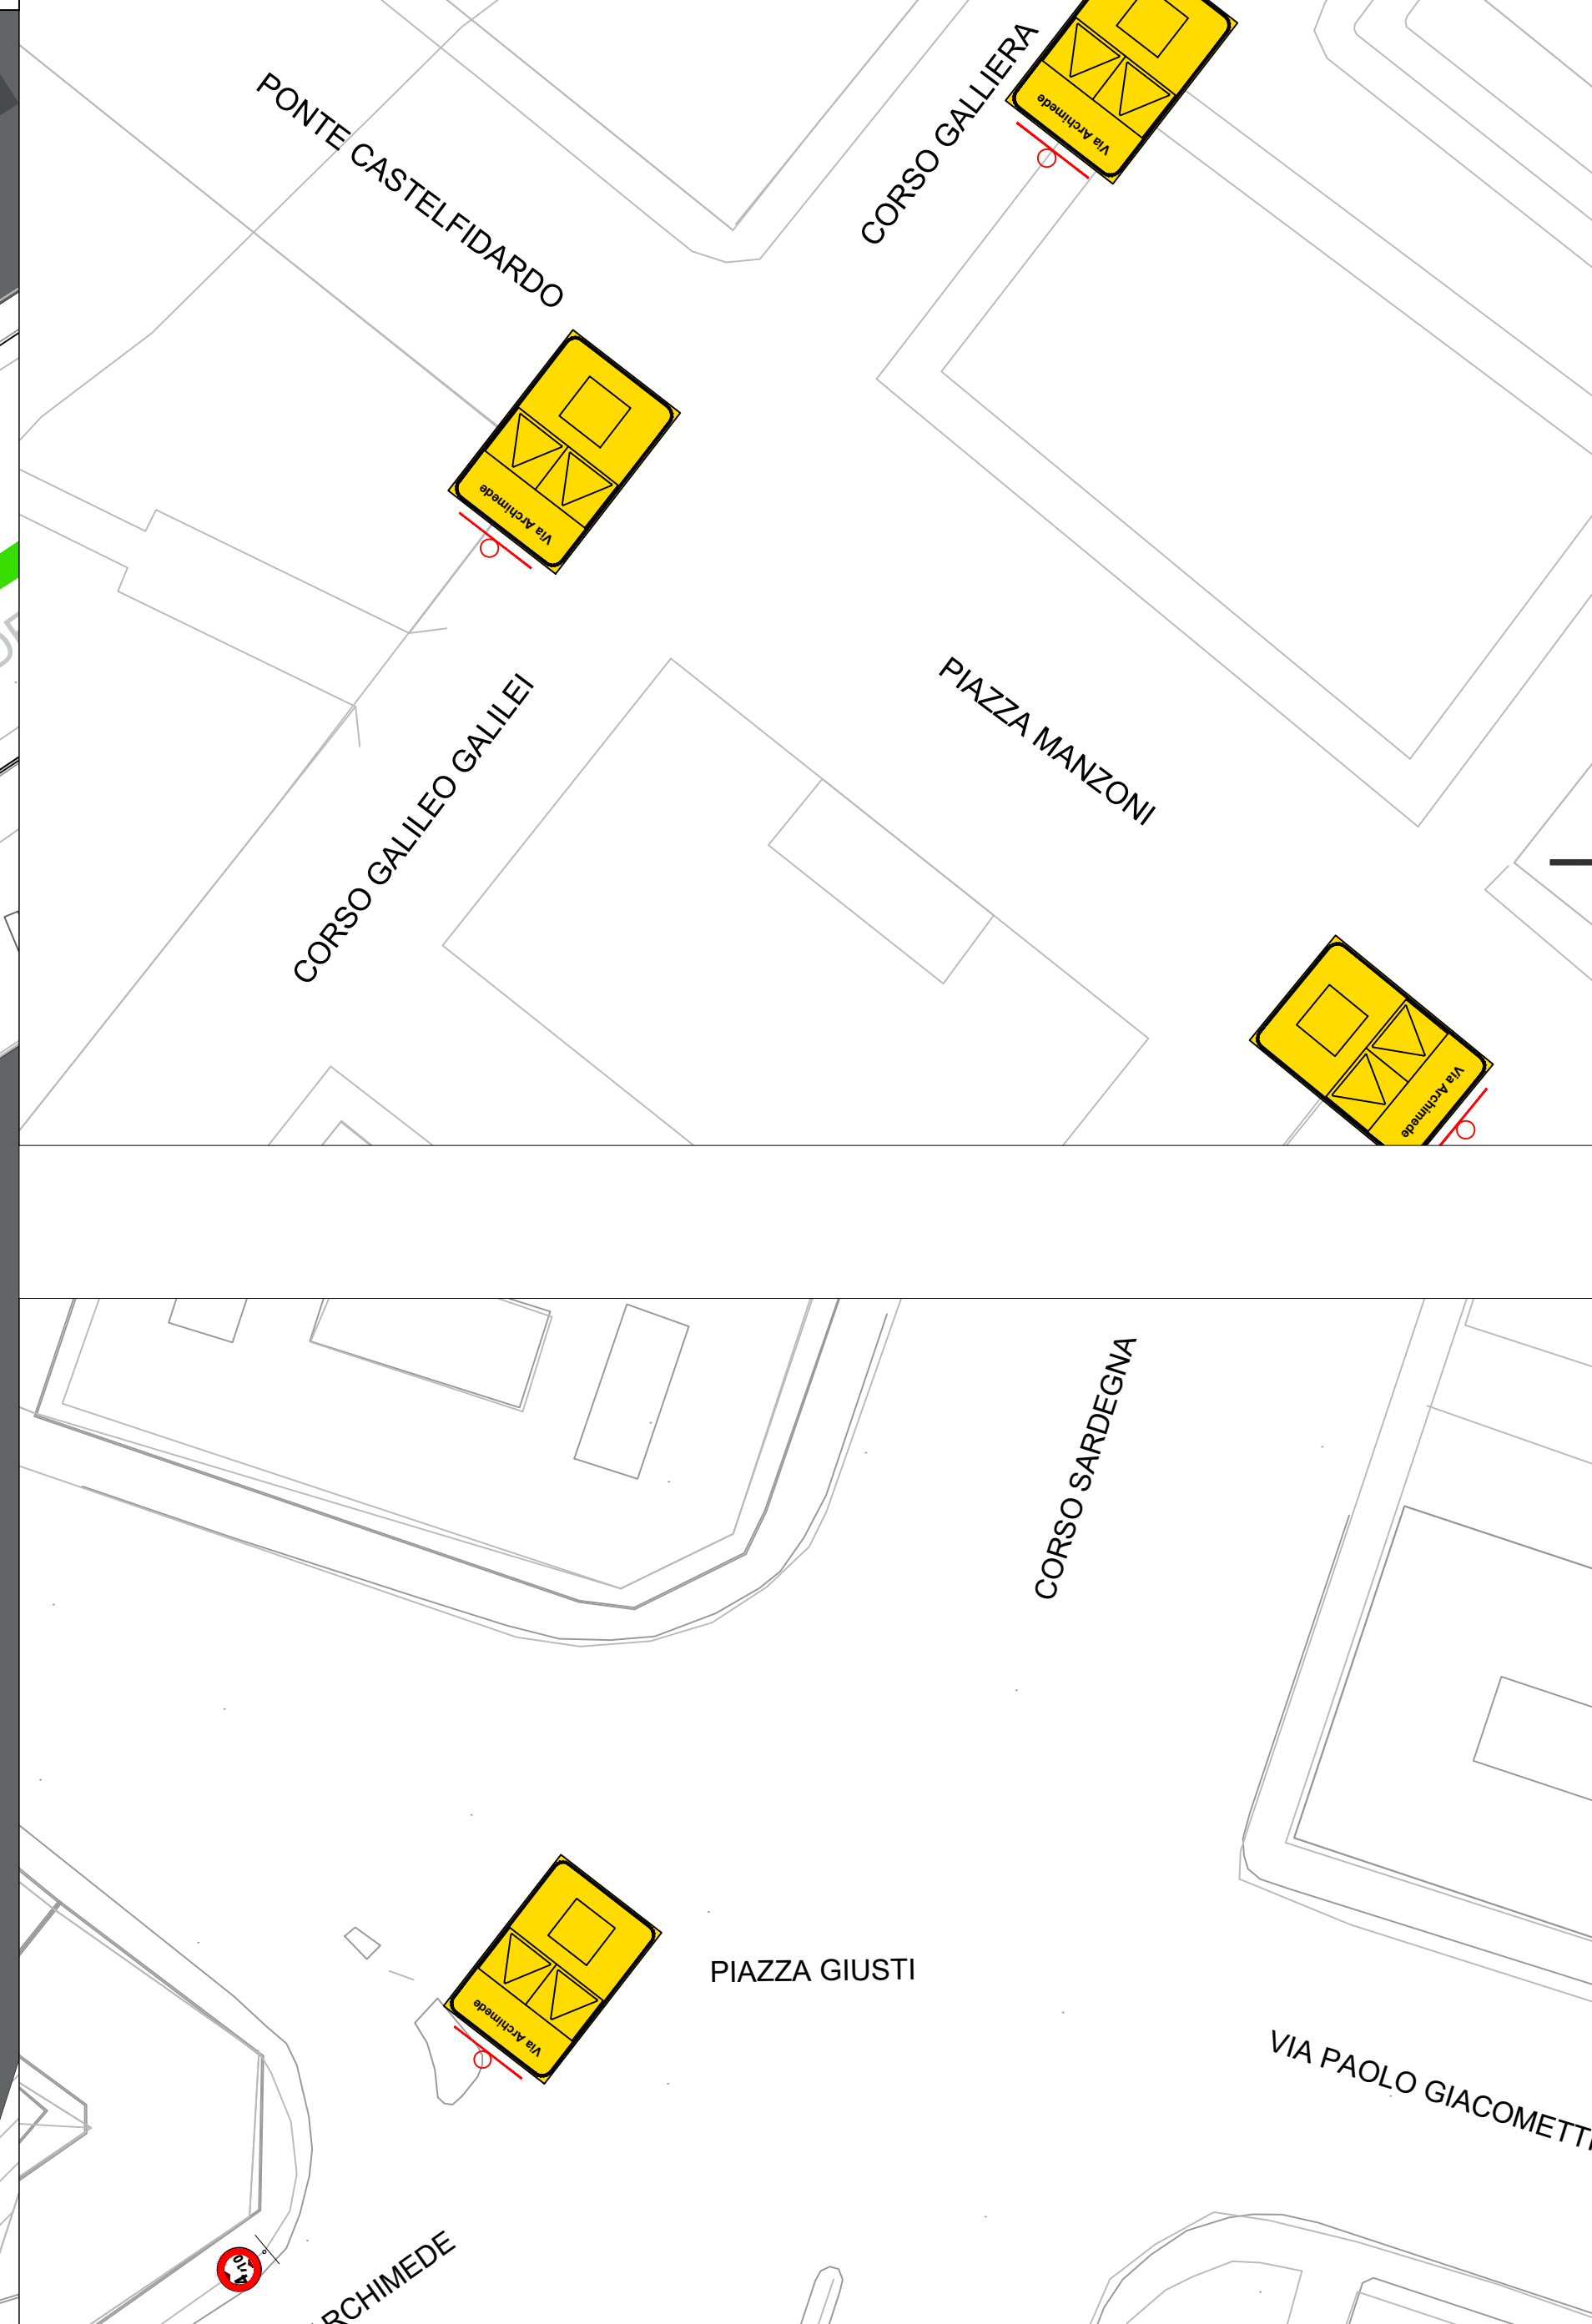 PONTE CASTELFIDARDO
CORSO GALLIERA
Via Archimede
Via Archimede
CORSO GALILEO GALILEI
PIAZZA MANZONI
Via Archimede
CORSO SARDEGNA
PIAZZA GIUSTI
Via Archimede
VIA PAOLO GIACOMETTI
RCHIMEDE